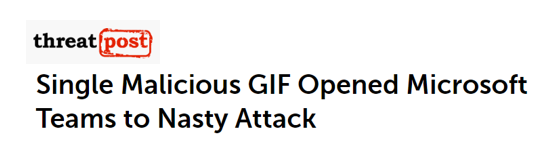 threatpost
Single Malicious GIF Opened Microsoft
Teams to Nasty Attack